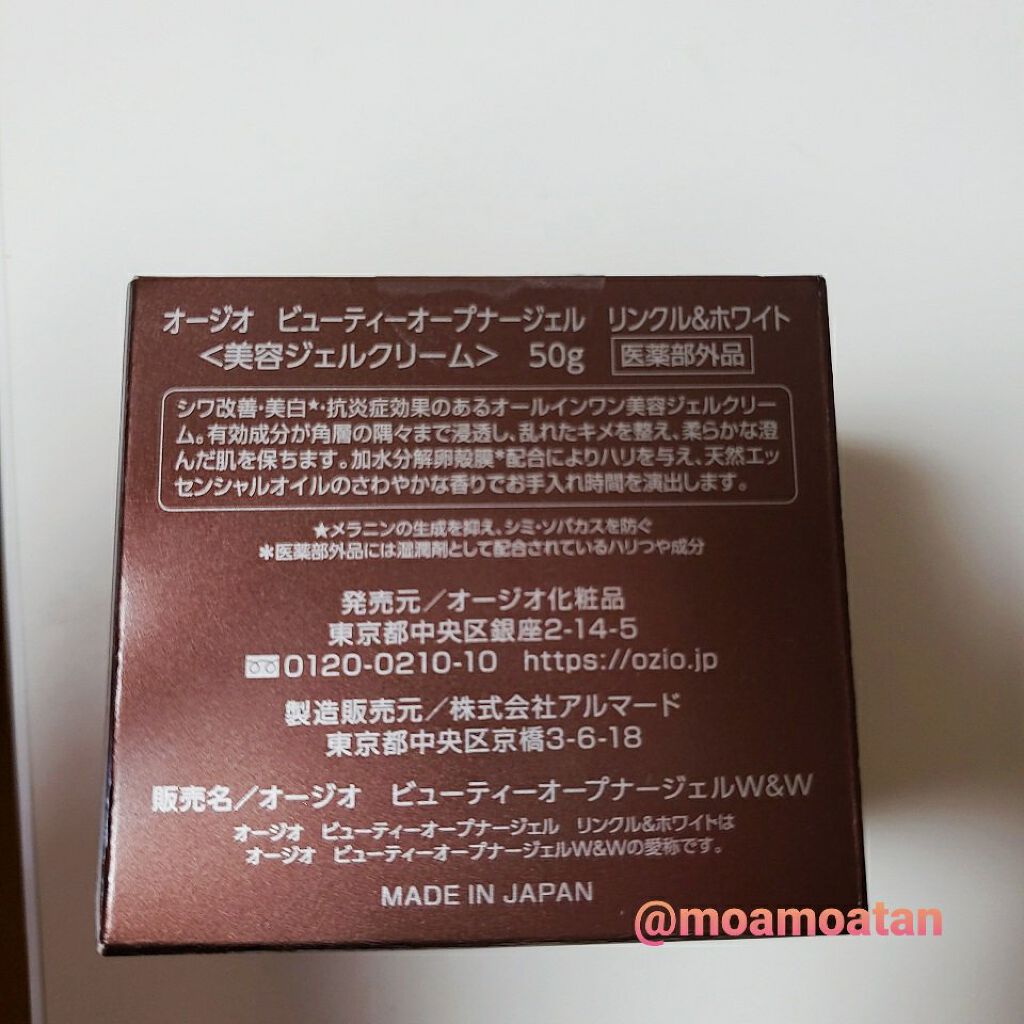 オージオ ビューティーオープナージェル リンクル&ホワイト
<美容ジェルクリーム> 50g 医薬部外品
シワ改善・美白★・抗炎症効果のあるオールインワン美容ジェルクリー
ム。有効成分が角層の隅々まで浸透し、乱れたキメを整え、柔らかな澄
んだ肌を保ちます。加水分解卵殻膜*配合によりハリを与え、天然エッ
センシャルオイルのさわやかな香りでお手入れ時間を演出します。
★メラニンの生成を抑え、シミ・ソバカスを防ぐ
*医薬部外品には湿潤剤として配合されているハリつや成分
発売元/オージオ化粧品
東京都中央区銀座2-14-5
0120-0210-10 https://ozio.jp
製造販売元/株式会社アルマード
東京都中央区京橋3-6-18
販売名/オージオ ビューティーオープナージェルW&W
オージオ ビューティーオープナージェル リンクル&ホワイトは
オージオ ビューティーオープナージェルW&Wの愛称です。
MADE IN JAPAN
@moamoatan